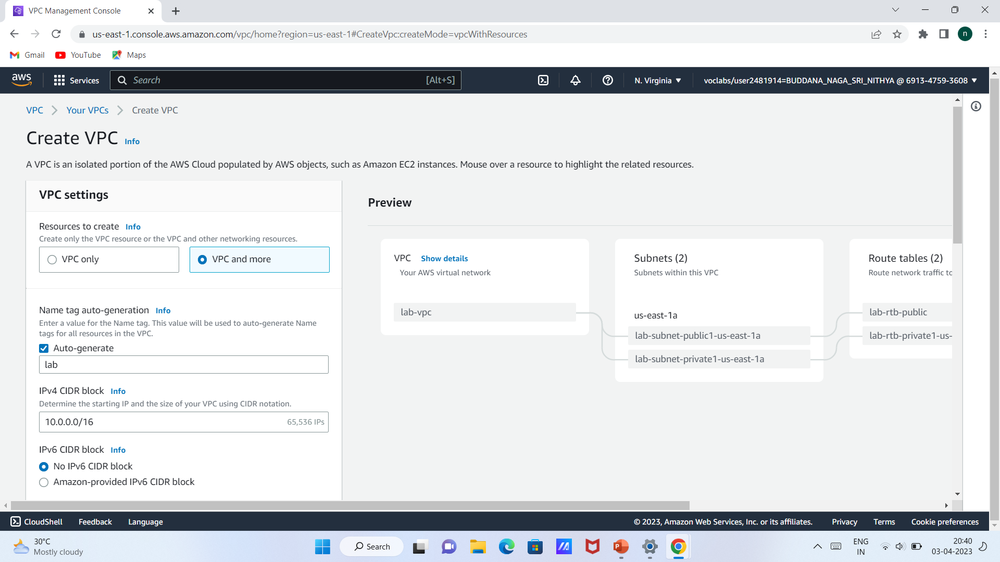 VPC Management Console
us-east-1.console.aws.amazon.com/vpc/home?region=us-east-1#CreateVpc:createMode=vpcWithResources
n
Gmail YouTube Maps
aws Services Search [Alt+S] N. Virginia voclabs/user2481914=BUDDANA_NAGA_SRI_NITHYA @ 6913-4759-3608
VPC Your VPCs Create VPC
Create VPC Info
A VPC is an isolated portion of the AWS Cloud populated by AWS objects, such as Amazon EC2 instances. Mouse over a resource to highlight the related resources.
VPC settings
Resources to create Info
Create only the VPC resource or the VPC and other networking resources.
VPC only VPC and more
Name tag auto-generation Info
Enter a value for the Name tag. This value will be used to auto-generate Name
tags for all resources in the VPC.
Auto-generate
lab
IPv4 CIDR block Info
Determine the starting IP and the size of your VPC using CIDR notation.
10.0.0.0/16 65,536 IPs
IPv6 CIDR block Info
No IPv6 CIDR block
Amazon-provided IPv6 CIDR block
Preview
VPC Show details
Your AWS virtual network
lab-vpc
Subnets (2)
Subnets within this VPC
us-east-1a
lab-subnet-public1-us-east-1a
lab-subnet-private1-us-east-1a
Route tables (2)
Route network traffic to
lab-rtb-public
lab-rtb-private1-us-
CloudShell Feedback Language © 2023, Amazon Web Services, Inc. or its affiliates. Privacy Terms Cookie preferences
30°C
Mostly cloudy
Search
P
ENG
IN
20:40
03-04-2023